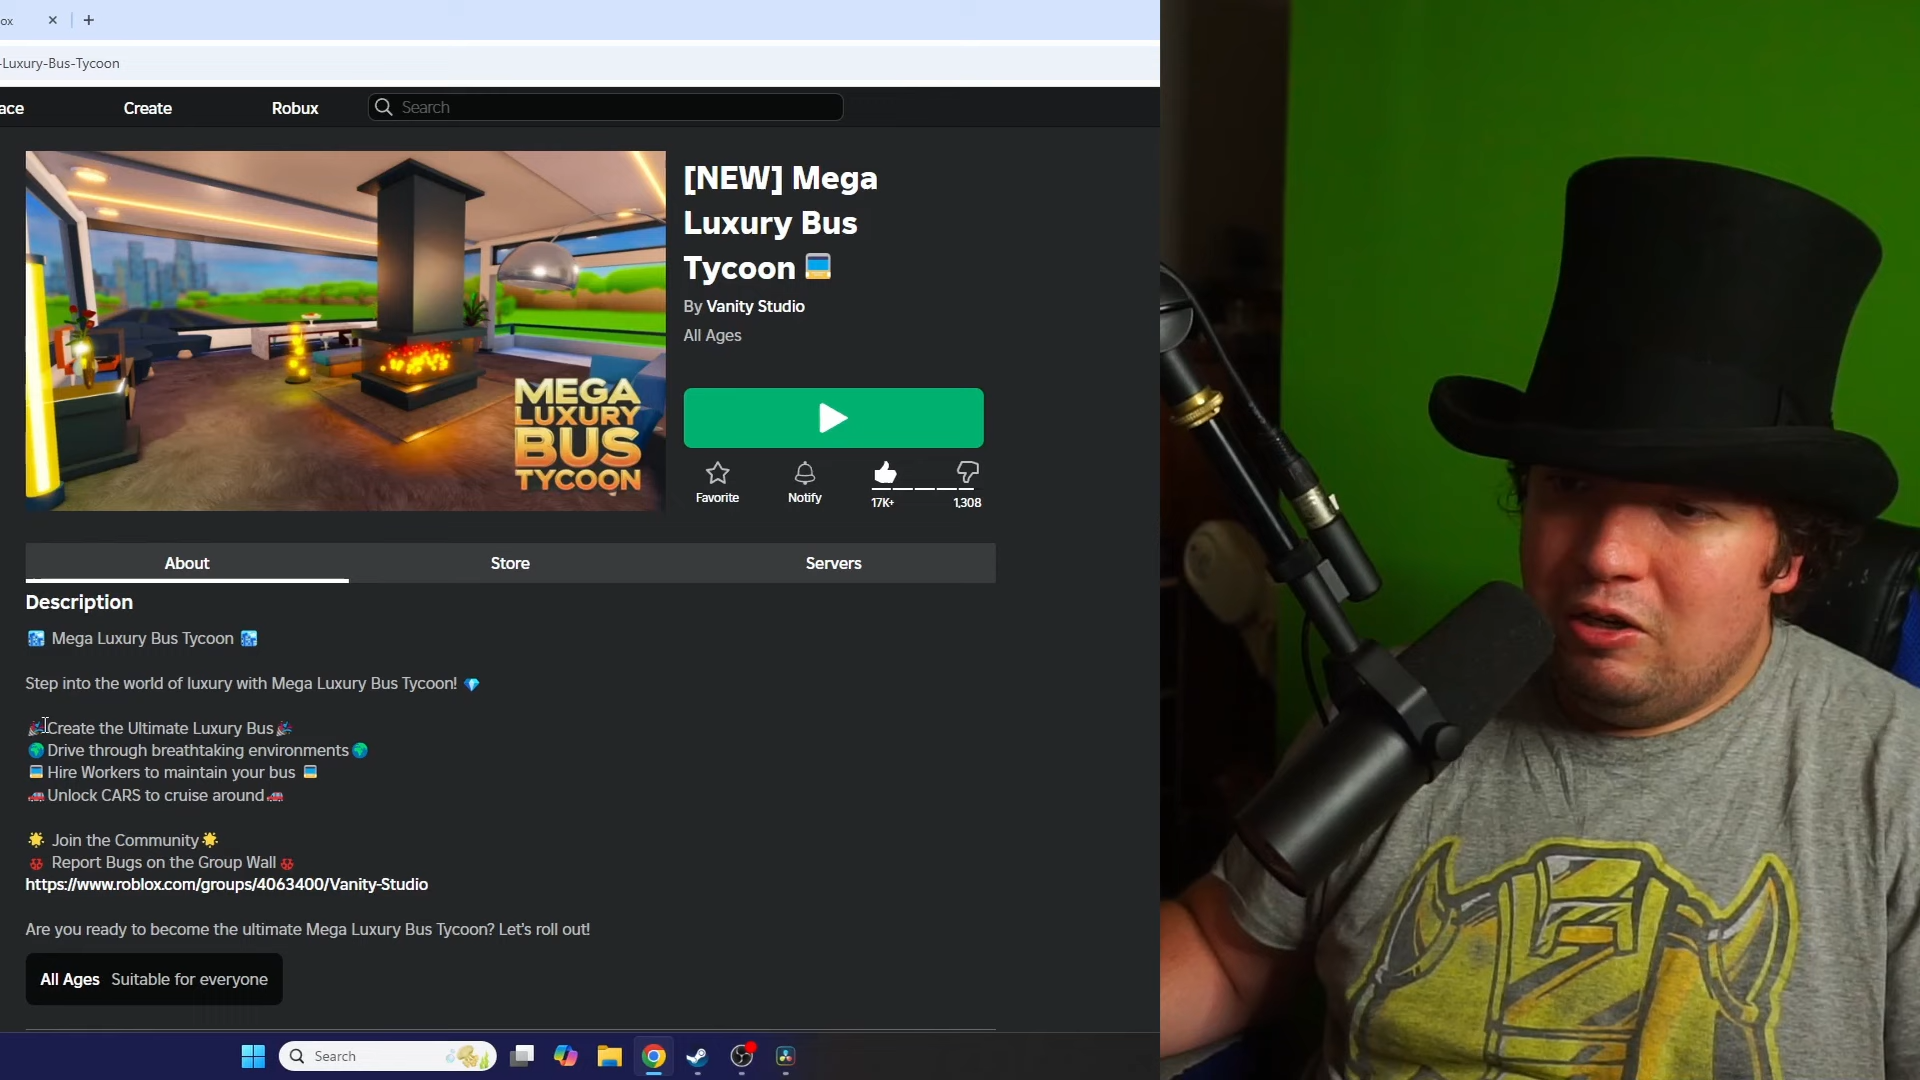 ox
-Luxury-Bus-Tycoon
ace
Create
Robux
Search
MEGA
LUXURY
BUS
TYCOON
[NEW] Mega
Luxury Bus
Tycoon
By Vanity Studio
All Ages
Favorite
Notify
17K+
1,308
About
Store
Servers
Description
Mega Luxury Bus Tycoon
Step into the world of luxury with Mega Luxury Bus Tycoon!
Create the Ultimate Luxury Bus
Drive through breathtaking environments
Hire Workers to maintain your bus
Unlock CARS to cruise around
Join the Community
Report Bugs on the Group Wall
https://www.roblox.com/groups/4063400/Vanity-Studio
Are you ready to become the ultimate Mega Luxury Bus Tycoon? Let's roll out!
All Ages Suitable for everyone
Search